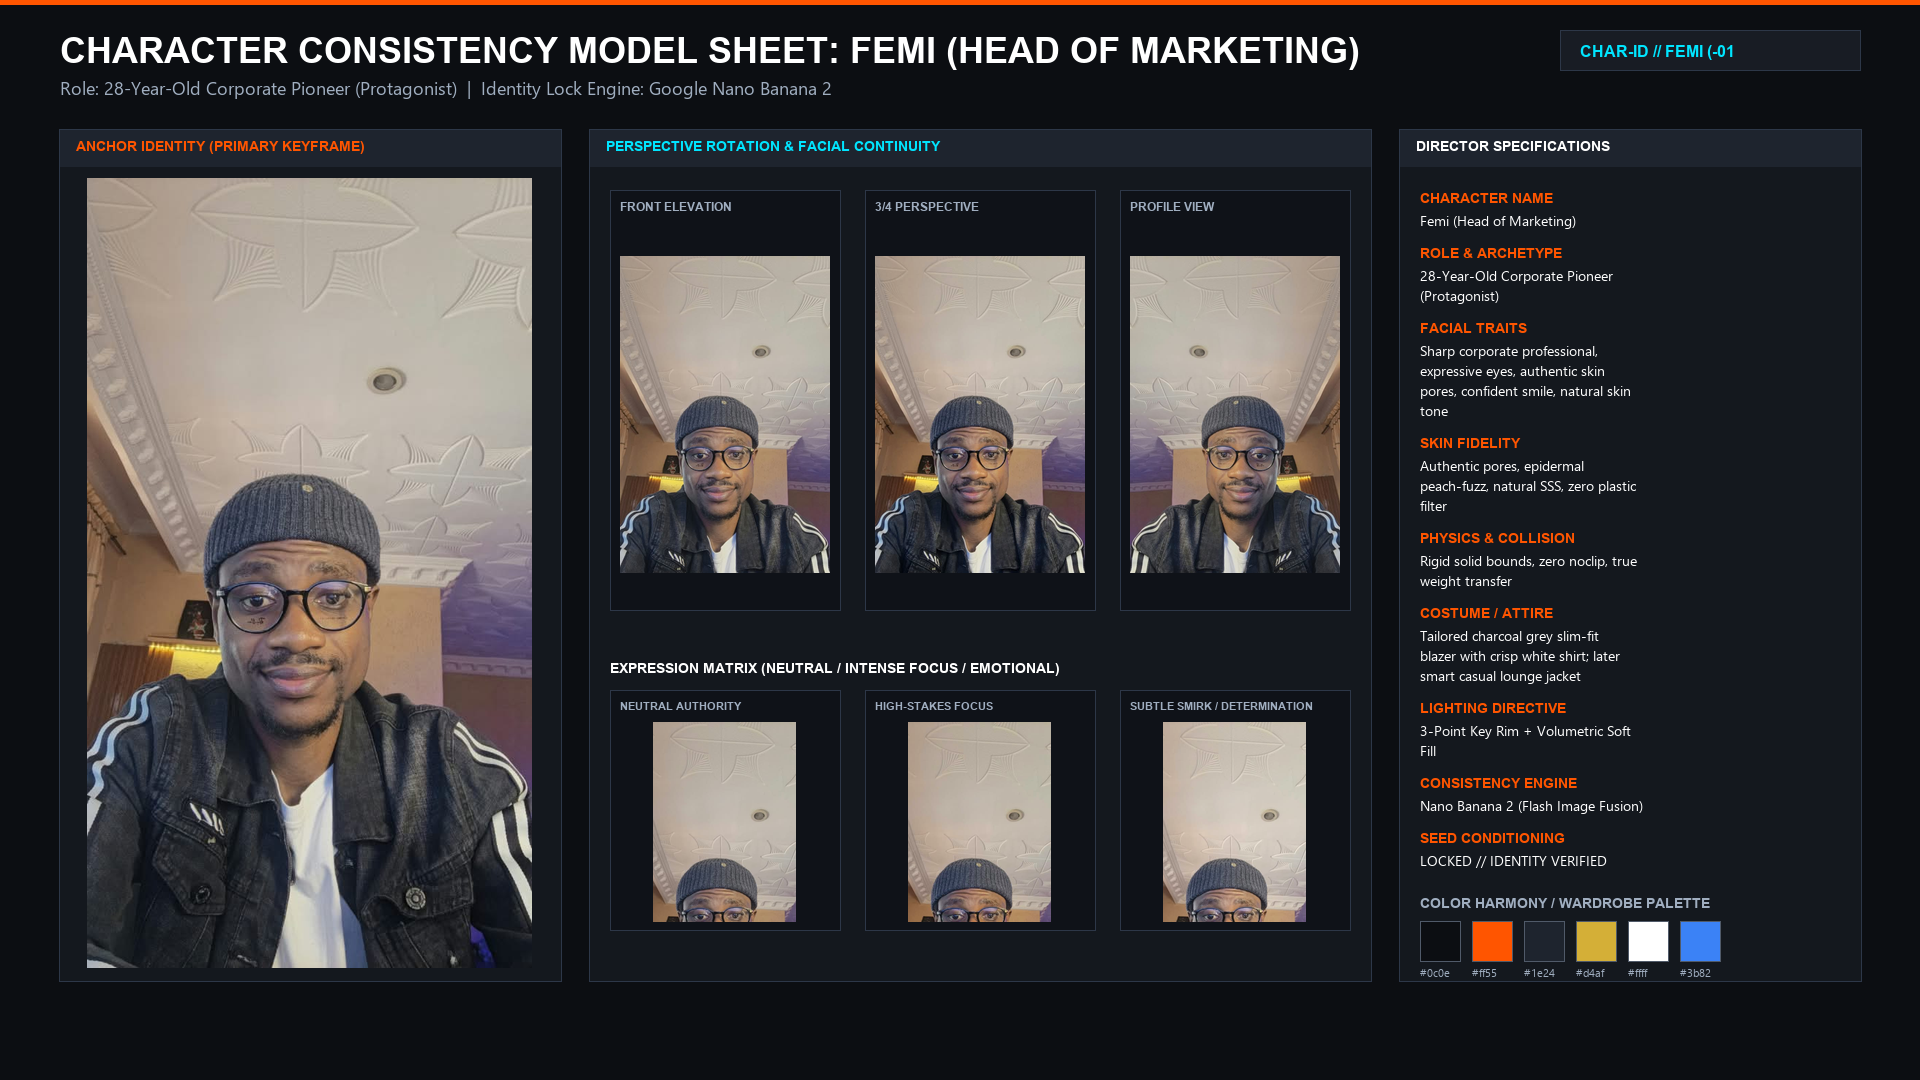 CHARACTER CONSISTENCY MODEL SHEET: FEMI (HEAD OF MARKETING)
Role: 28-Year-Old Corporate Pioneer (Protagonist) | Identity Lock Engine: Google Nano Banana 2
CHAR-ID // FEMI (-01
ANCHOR IDENTITY (PRIMARY KEYFRAME)
PERSPECTIVE ROTATION & FACIAL CONTINUITY
FRONT ELEVATION
3/4 PERSPECTIVE
PROFILE VIEW
EXPRESSION MATRIX (NEUTRAL / INTENSE FOCUS / EMOTIONAL)
NEUTRAL AUTHORITY
HIGH-STAKES FOCUS
SUBTLE SMIRK / DETERMINATION
DIRECTOR SPECIFICATIONS
CHARACTER NAME
Femi (Head of Marketing)
ROLE & ARCHETYPE
28-Year-Old Corporate Pioneer
(Protagonist)
FACIAL TRAITS
Sharp corporate professional,
expressive eyes, authentic skin
pores, confident smile, natural skin
tone
SKIN FIDELITY
Authentic pores, epidermal
peach-fuzz, natural SSS, zero plastic
filter
PHYSICS & COLLISION
Rigid solid bounds, zero noclip, true
weight transfer
COSTUME / ATTIRE
Tailored charcoal grey slim-fit
blazer with crisp white shirt; later
smart casual lounge jacket
LIGHTING DIRECTIVE
3-Point Key Rim + Volumetric Soft
Fill
CONSISTENCY ENGINE
Nano Banana 2 (Flash Image Fusion)
SEED CONDITIONING
LOCKED // IDENTITY VERIFIED
COLOR HARMONY / WARDROBE PALETTE
#0c0e #ff55 #1e24 #d4af #ffff #3b82